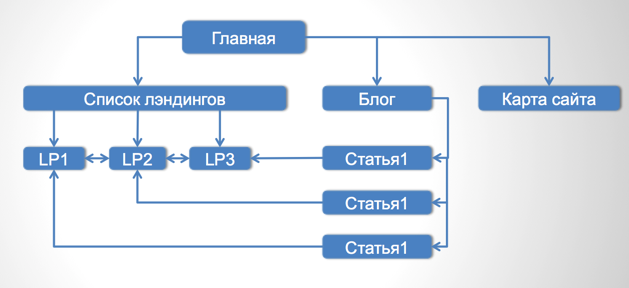 Главная
Список лэндингов
Блог
Карта сайта
LP1
LP2
LP3
Статья1
Статья1
Статья1